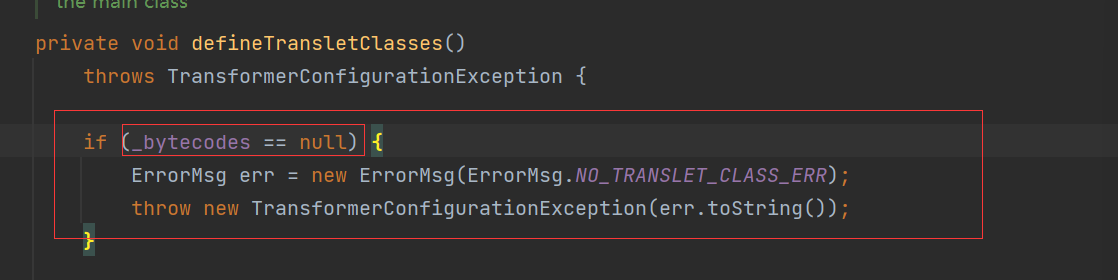 the main class
private void defineTransletClasses()
throws TransformerConfigurationException {
if (_bytecodes == null) {
ErrorMsg err = new ErrorMsg(ErrorMsg.NO_TRANSLET_CLASS_ERR);
throw new TransformerConfigurationException(err.toString());
}